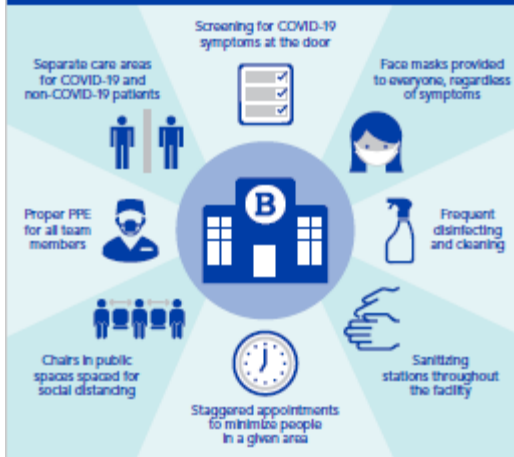 Screening for COVID-19
symptoms at the door
Separate care areas
for COVID-19 and
non-COVID-19 patients
Face masks provided
to everyone, regardless
of symptoms
B
Proper PPE
for all team
members
Frequent
disinfecting
and cleaning
Chairs in public
spaces spaced for
social distancing
Sanitizing
stations throughout
the facility
Staggered appointments
to minimize people
in a given area